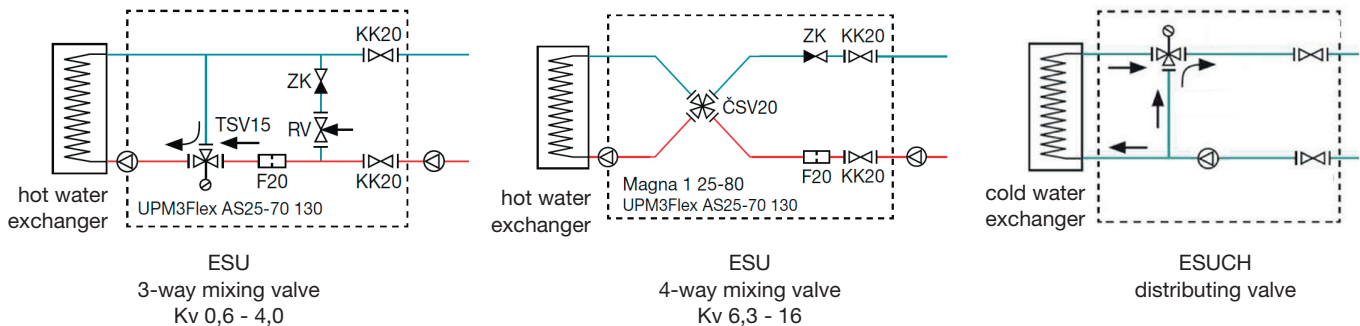 KK20
ZK
TSV15
RV
F20
KK20
hot water
exchanger
UPM3Flex AS25-70 130
ESU
3-way mixing valve
Kv 0,6 - 4,0
ZK
KK20
ČSV20
F20
KK20
Magna 1 25-80
UPM3Flex AS25-70 130
hot water
exchanger
ESU
4-way mixing valve
Kv 6,3 - 16
cold water
exchanger
ESUCH
distributing valve